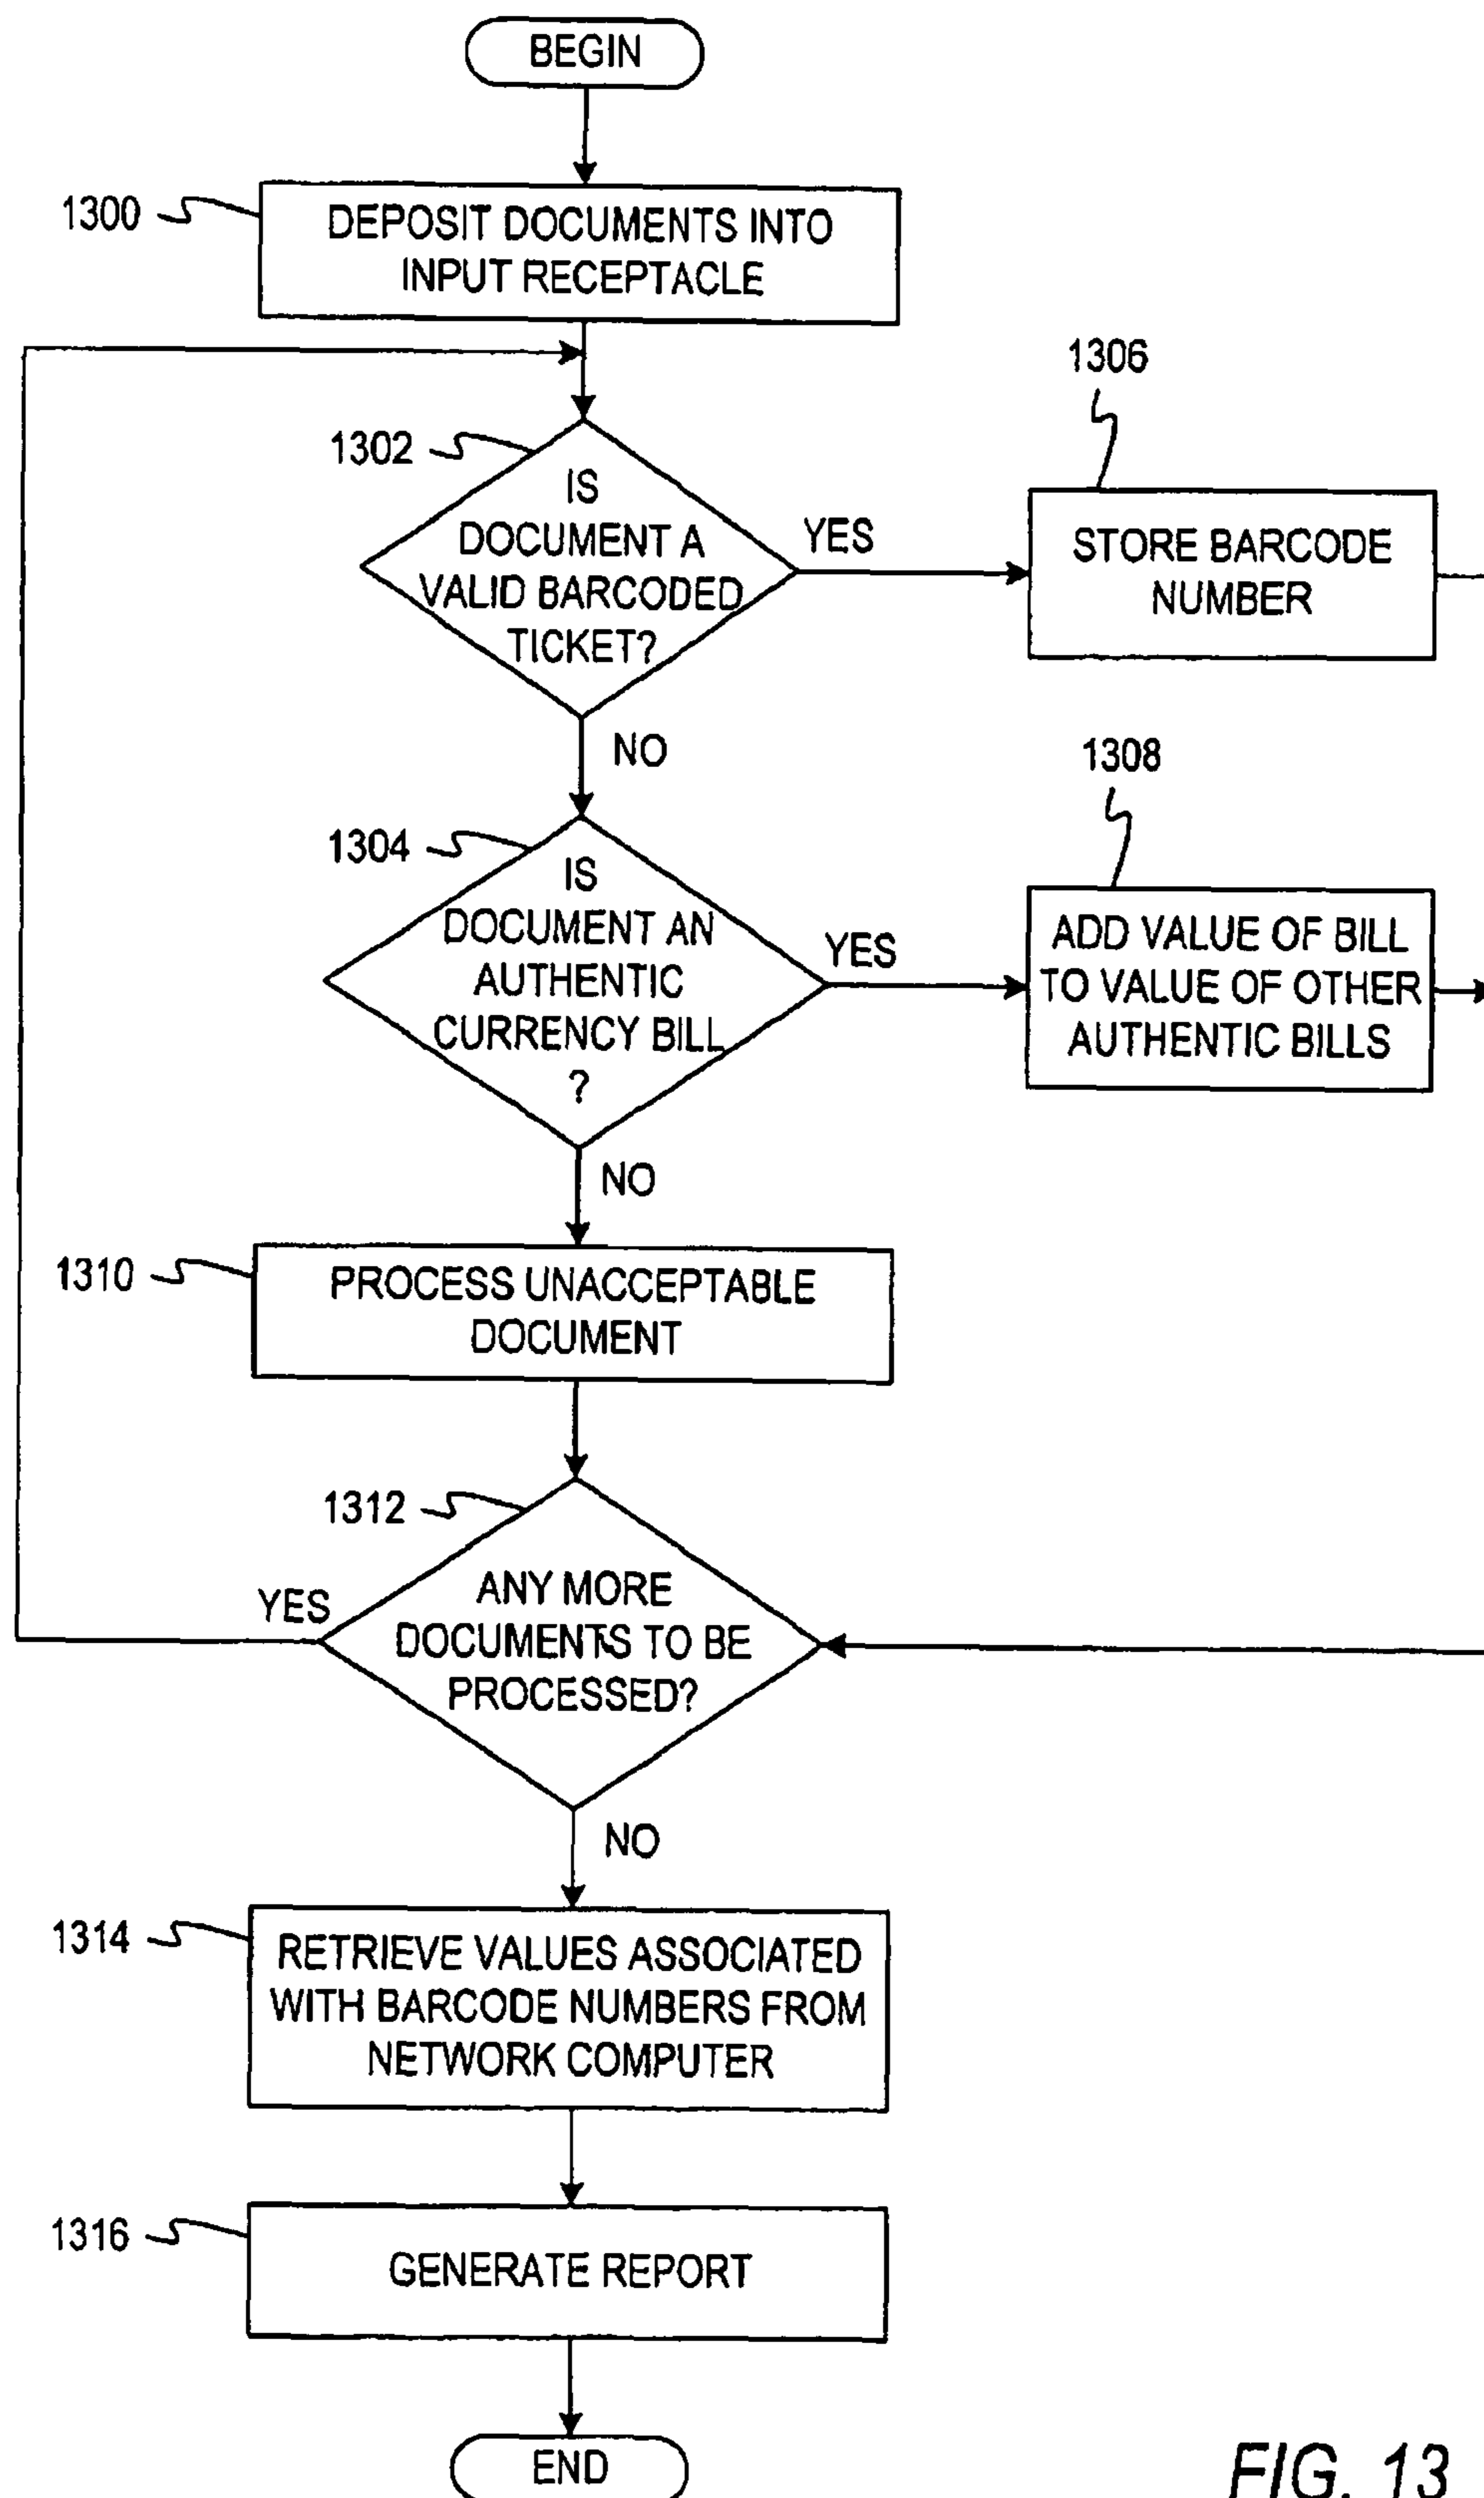 BEGIN
1300
DEPOSIT DOCUMENTS INTO
INPUT RECEPTACLE
1306
1302
IS
DOCUMENT A
VALID BARCODED
TICKET?
YES
STORE BARCODE
NUMBER
NO
1308
1304
IS
DOCUMENT AN
AUTHENTIC
CURRENCY BILL
?
YES
ADD VALUE OF BILL
TO VALUE OF OTHER
AUTHENTIC BILLS
NO
1310
PROCESS UNACCEPTABLE
DOCUMENT
1312
YES
ANY MORE
DOCUMENTS TO BE
PROCESSED?
NO
1314
RETRIEVE VALUES ASSOCIATED
WITH BARCODE NUMBERS FROM
NETWORK COMPUTER
1316
GENERATE REPORT
END
FIG. 13